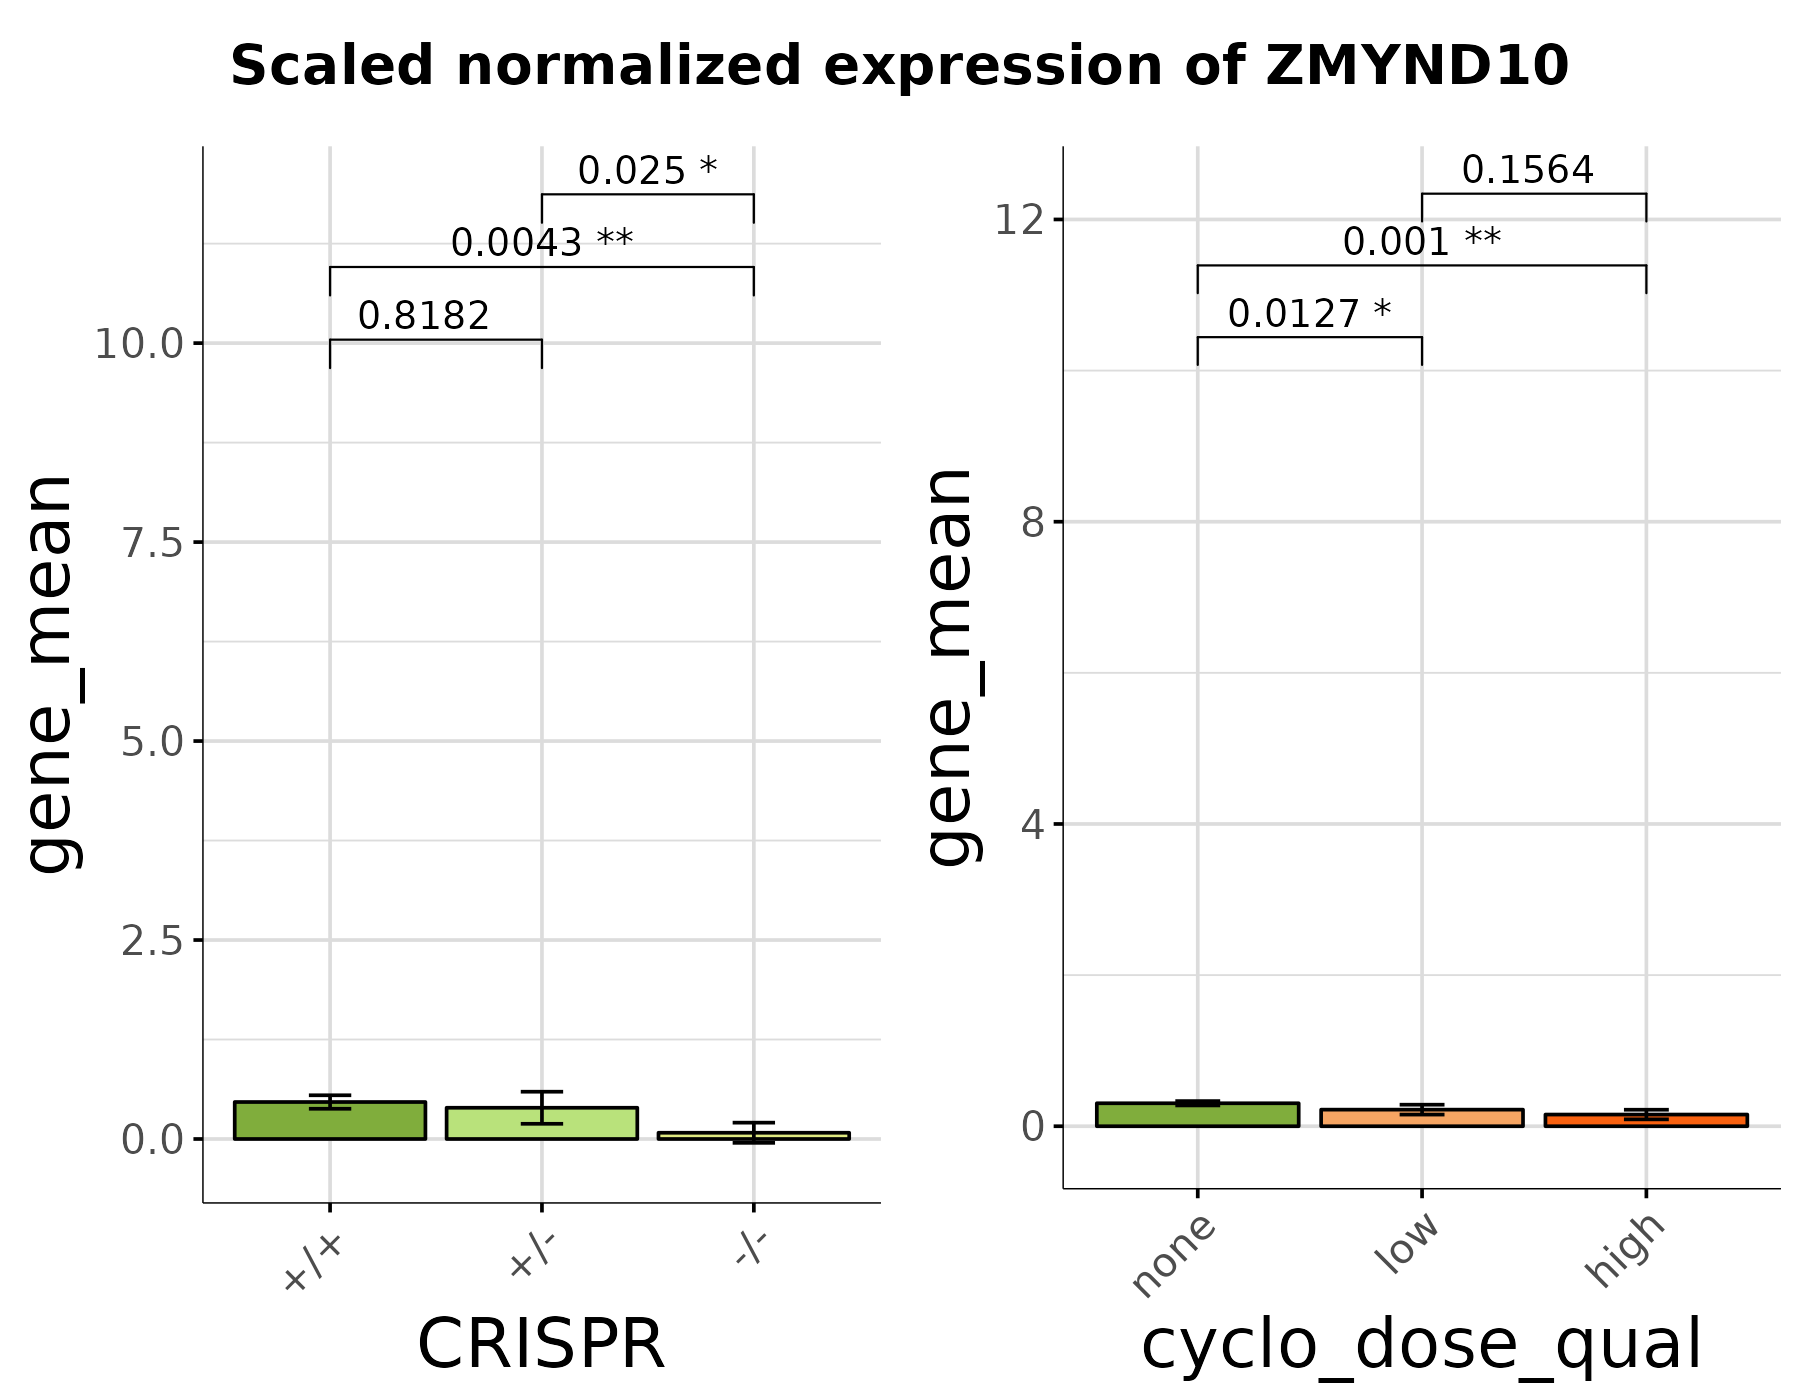 Scaled normalized expression of ZMYND10
gene_mean
10.0
7.5
5.0
2.5
0.0
0.025 *
0.0043 **
0.8182
+/+
+/-
-/-
CRISPR
gene_mean
12
8
4
0
0.1564
0.001 **
0.0127 *
none
low
high
cyclo_dose_qual